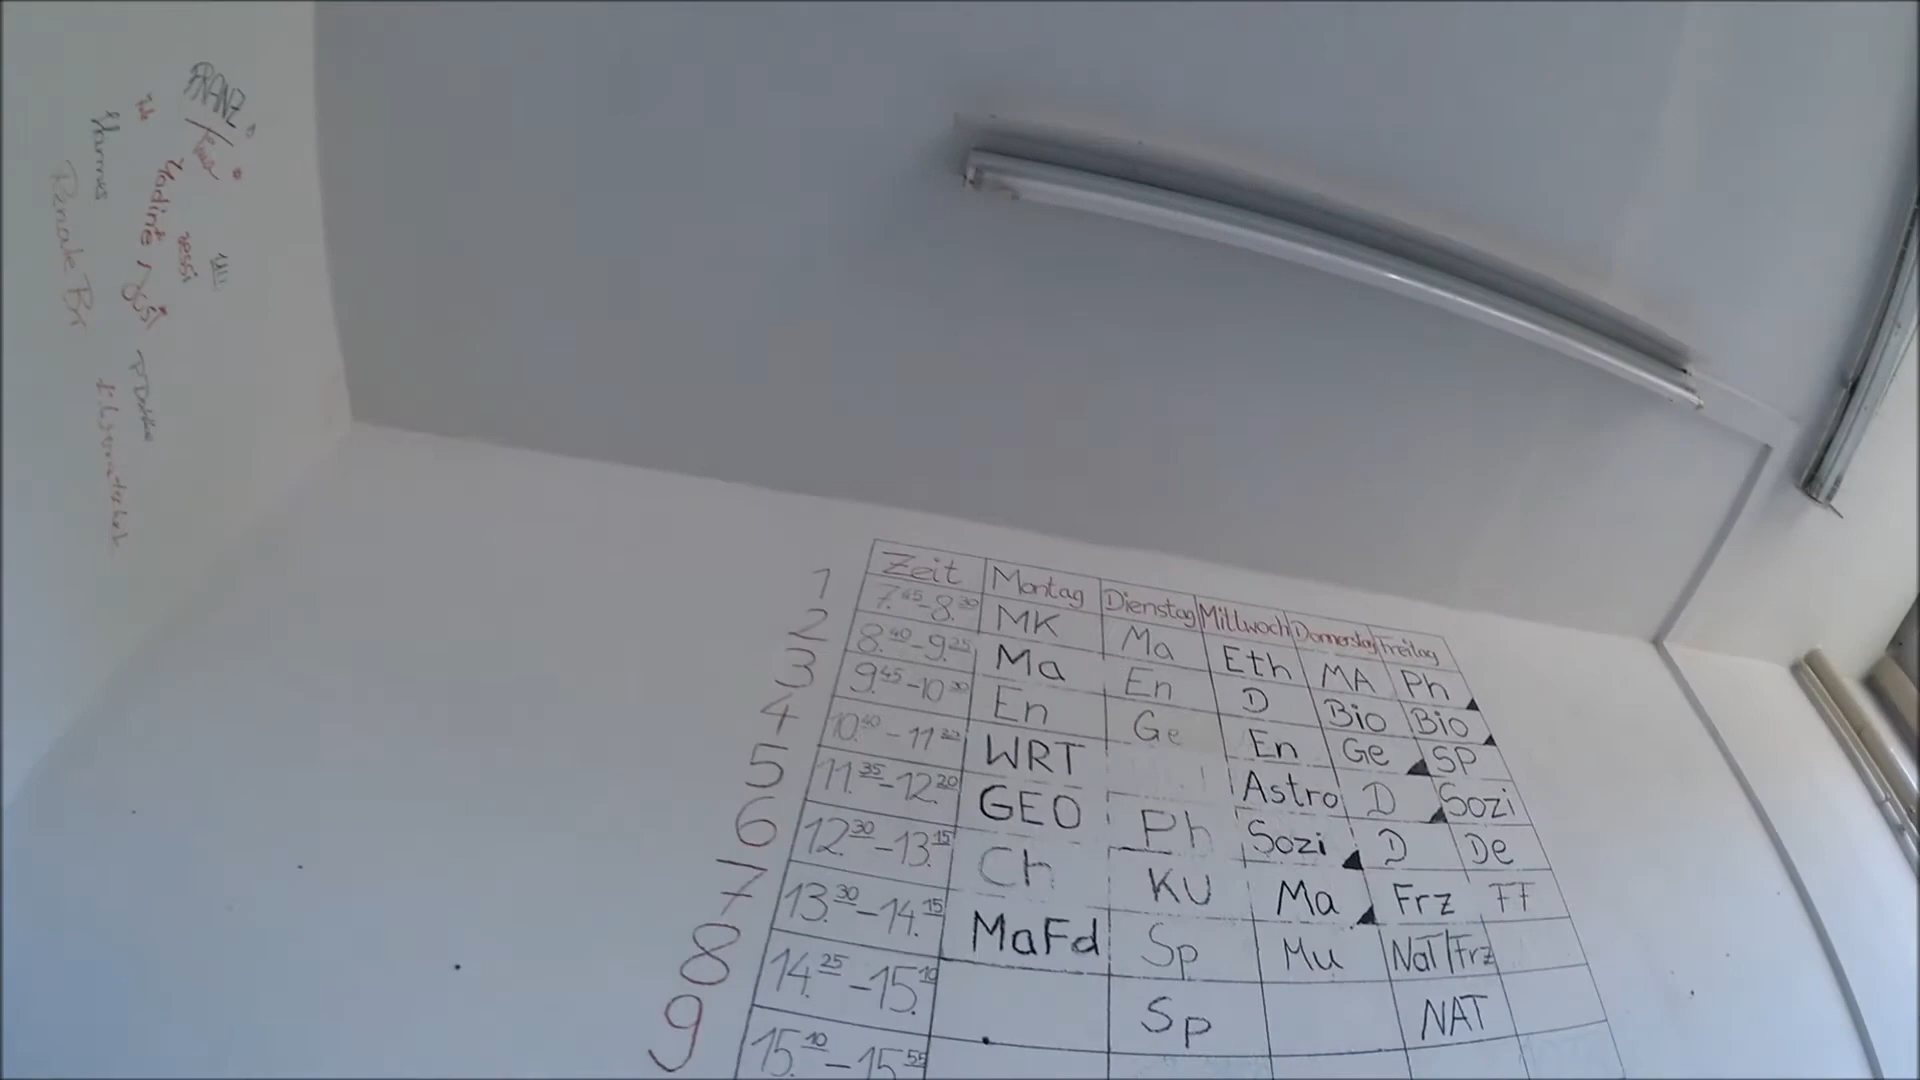 FRANZ
Hannes
Nadine
sessi
Renate Br
Zeit Montag Dienstag Mittwoch Donnerstag Freitag
1 7.45-8.30 MK Ma Eth MA Ph
2 8.40-9.25 Ma En D Bio Bio
3 9.45-10.30 En Ge En Ge SP
4 10.40-11.25 WRT Astro D Sozi
5 11.35-12.20 GEO Ph Sozi D De
6 12.30-13.15 Ch KU Ma Frz FF
7 13.30-14.15 MaFd Sp Mu Nat/Frz
8 14.25-15.10 Sp NAT
9 15.10-15.55